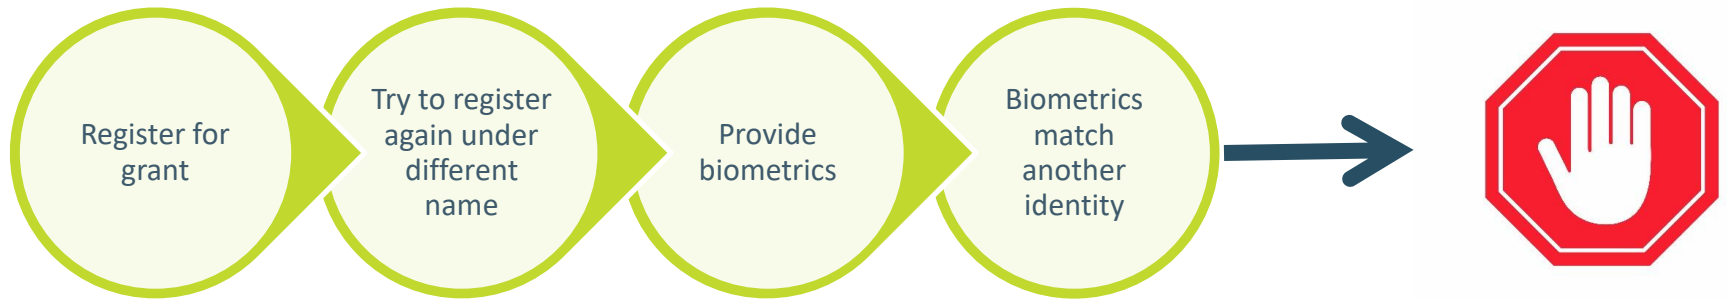 Register for
grant
Try to register
again under
different
name
Provide
biometrics
Biometrics
match
another
identity